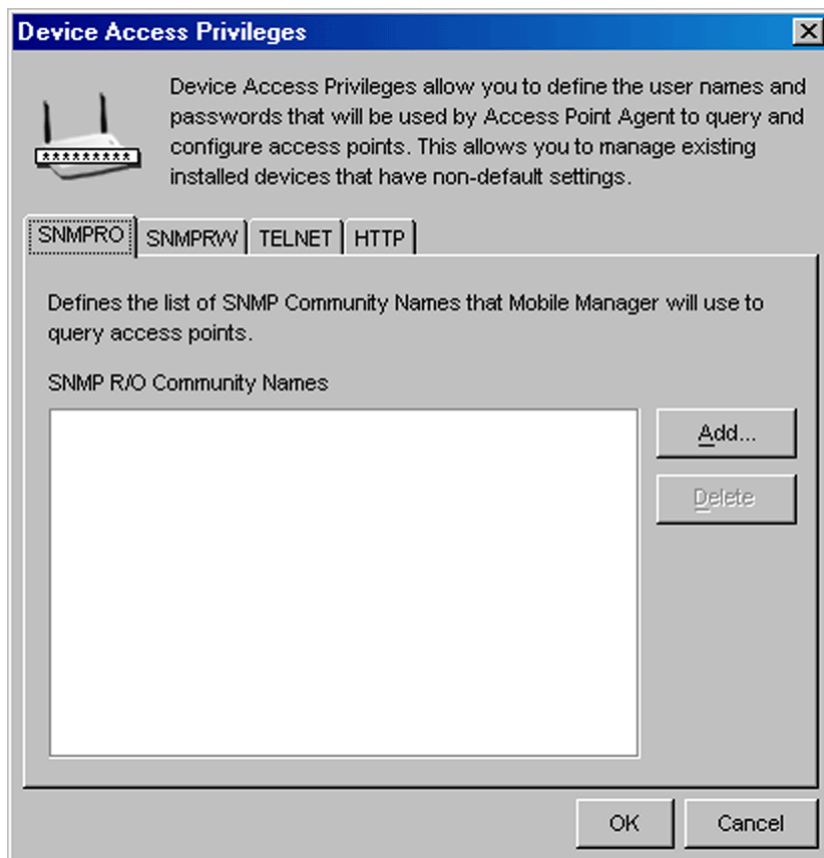 Device Access Privileges
Device Access Privileges allow you to define the user names and
passwords that will be used by Access Point Agent to query and
configure access points. This allows you to manage existing
installed devices that have non-default settings.
*********
SNMPRO SNMPRW TELNET HTTP
Defines the list of SNMP Community Names that Mobile Manager will use to
query access points.
SNMP R/O Community Names
Add...
Delete
OK Cancel